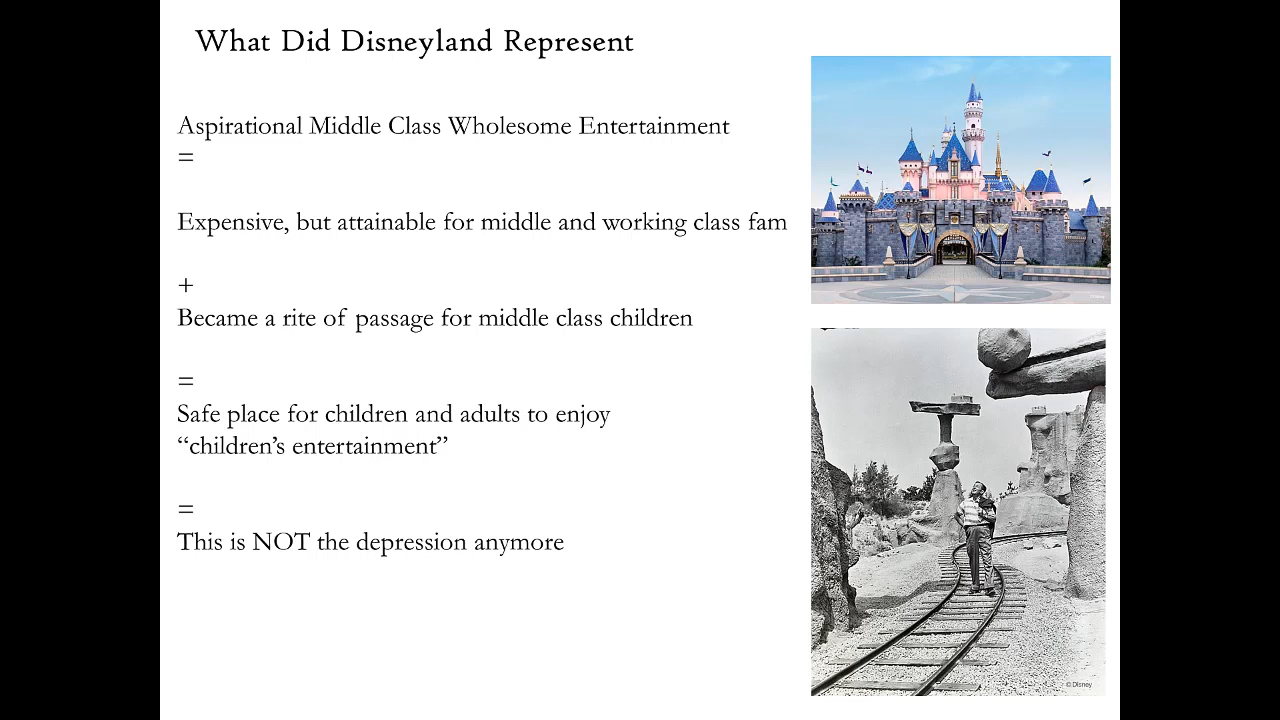 What Did Disneyland Represent
Aspirational Middle Class Wholesome Entertainment
=
Expensive, but attainable for middle and working class fam
+
Became a rite of passage for middle class children
=
Safe place for children and adults to enjoy
“children’s entertainment”
=
This is NOT the depression anymore
© Disney